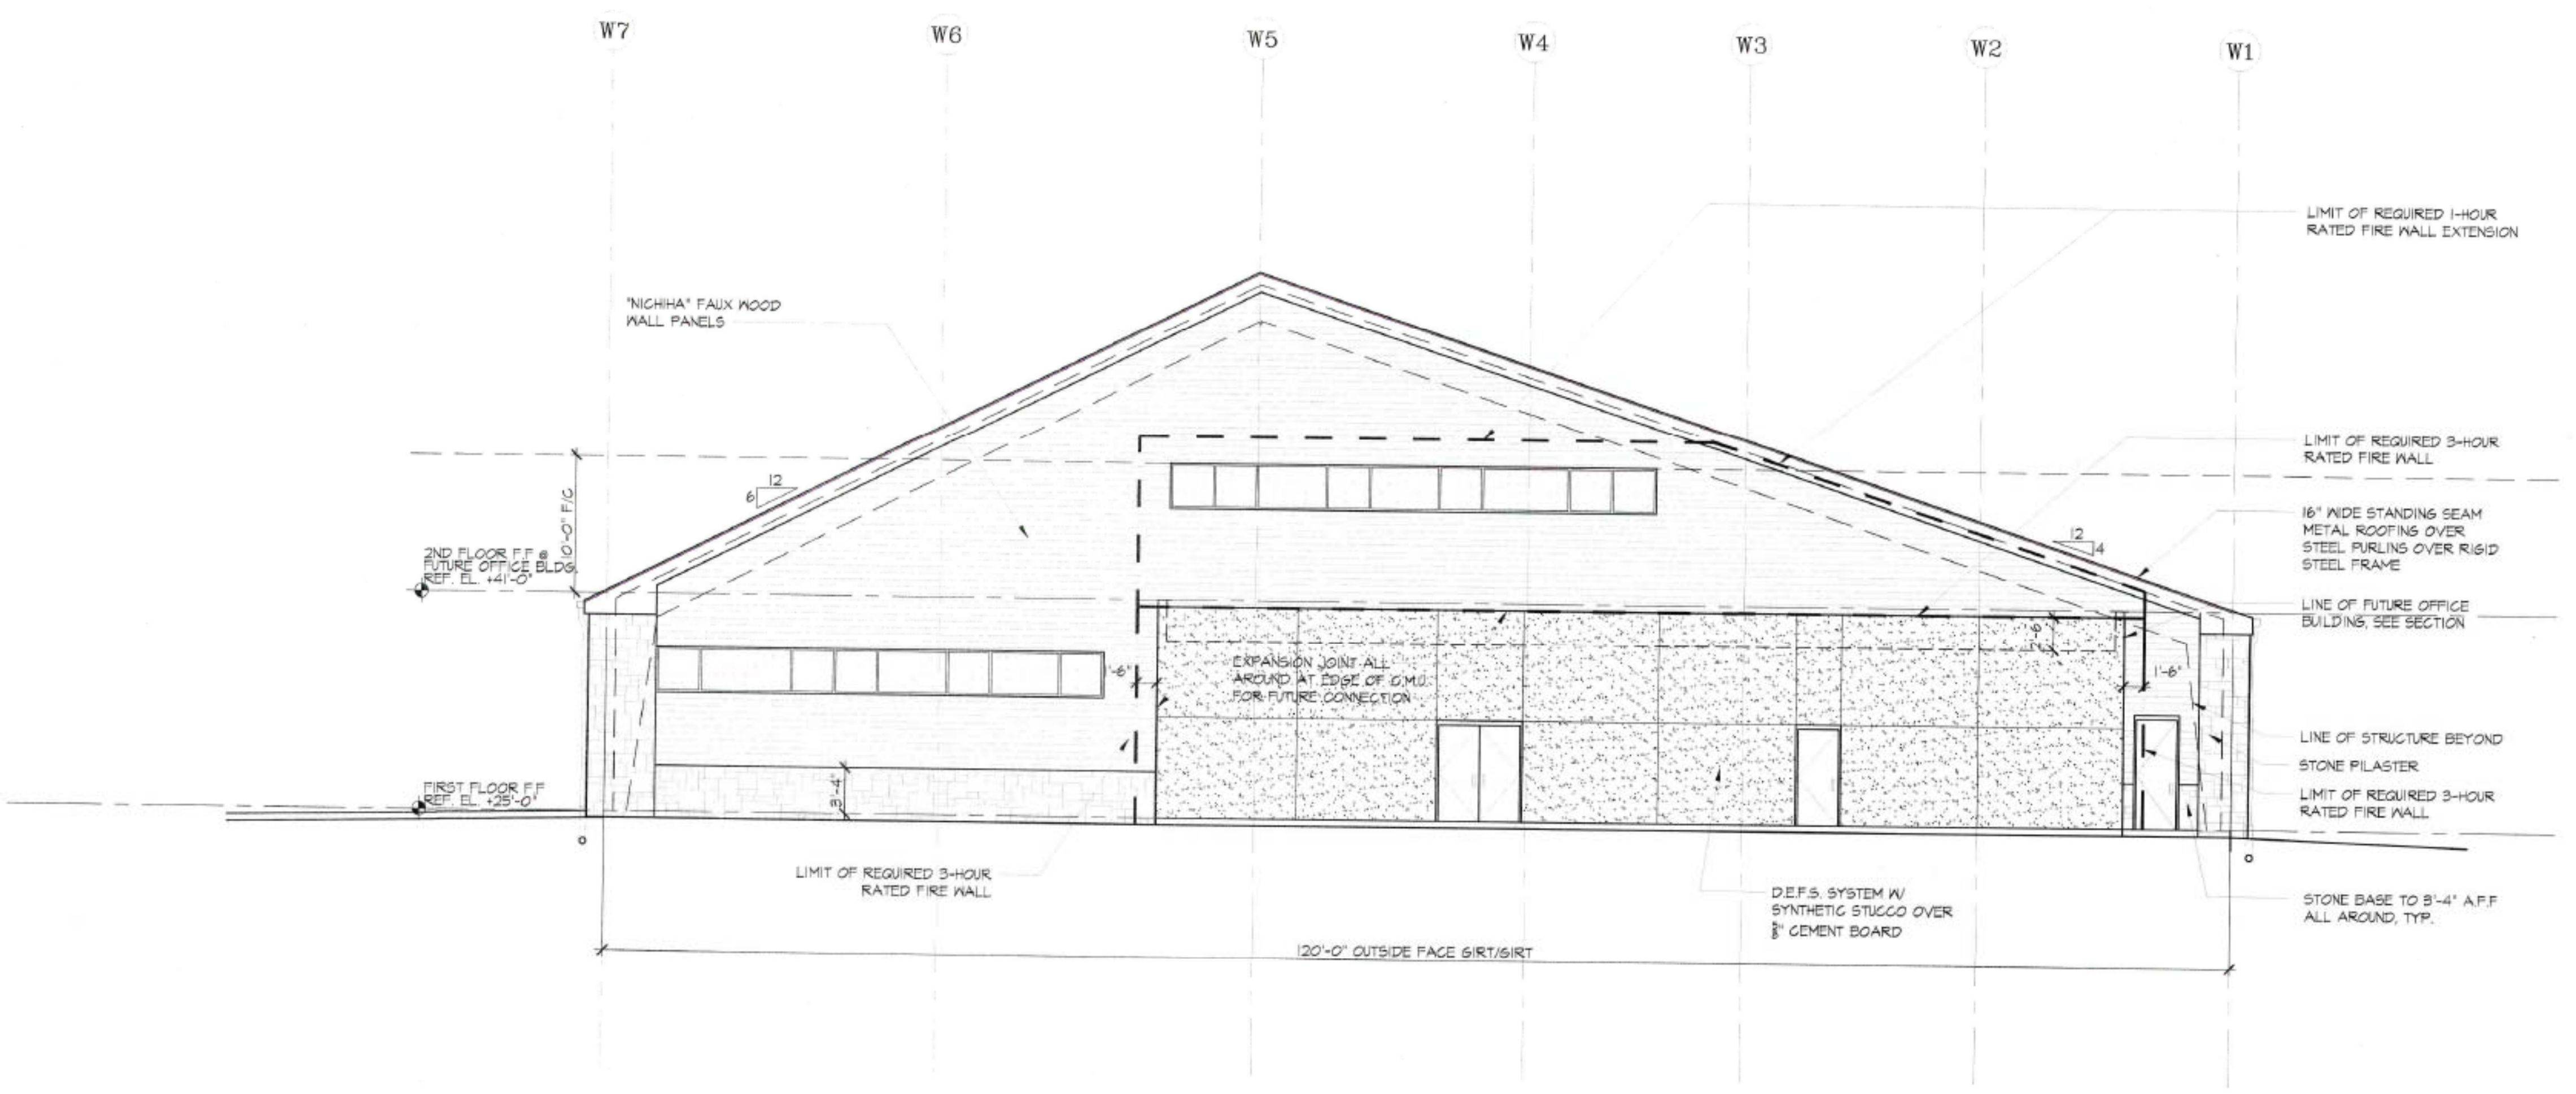 W7
W6
W5
W4
W3
W2
W1
LIMIT OF REQUIRED 1-HOUR
RATED FIRE WALL EXTENSION
"NICHIHA" FAUX WOOD
WALL PANELS
LIMIT OF REQUIRED 3-HOUR
RATED FIRE WALL
12
6
10'-0" F/C
16" WIDE STANDING SEAM
METAL ROOFING OVER
STEEL PURLINS OVER RIGID
STEEL FRAME
12
4
2ND FLOOR F.F @
FUTURE OFFICE BLDG.
REF. EL. +41'-0"
LINE OF FUTURE OFFICE
BUILDING, SEE SECTION
EXPANSION JOINT ALL
AROUND AT EDGE OF C.M.U.
FOR FUTURE CONNECTION
1'-6"
1'-6"
LINE OF STRUCTURE BEYOND
STONE PILASTER
LIMIT OF REQUIRED 3-HOUR
RATED FIRE WALL
FIRST FLOOR F.F
REF. EL. +25'-0"
3'-4"
LIMIT OF REQUIRED 3-HOUR
RATED FIRE WALL
D.E.F.S. SYSTEM W/
SYNTHETIC STUCCO OVER
CEMENT BOARD
STONE BASE TO 3'-4" A.F.F
ALL AROUND, TYP.
120'-0" OUTSIDE FACE GIRT/GIRT